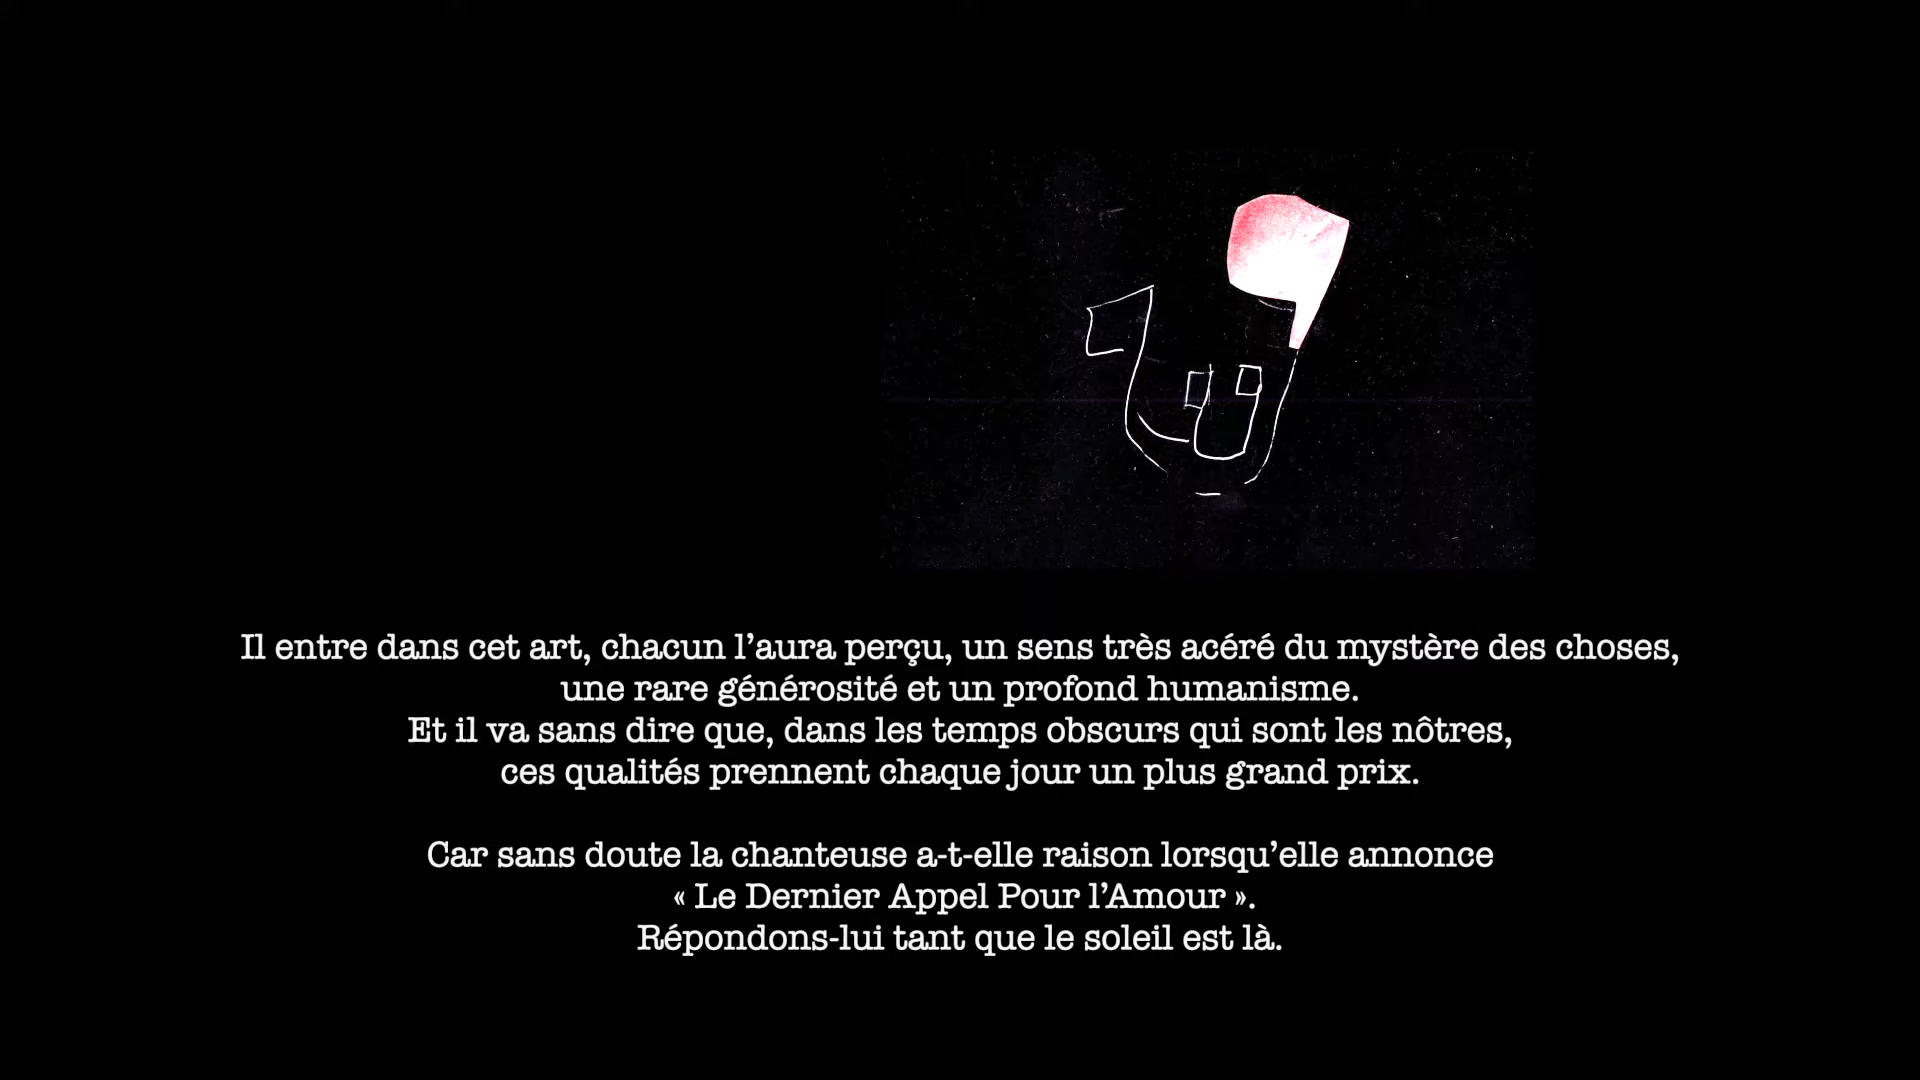 Il entre dans cet art, chacun l’aura perçu, un sens très acéré du mystère des choses,
une rare générosité et un profond humanisme.
Et il va sans dire que, dans les temps obscurs qui sont les nôtres,
ces qualités prennent chaque jour un plus grand prix.
Car sans doute la chanteuse a-t-elle raison lorsqu’elle annonce
« Le Dernier Appel Pour l’Amour ».
Répondons-lui tant que le soleil est là.